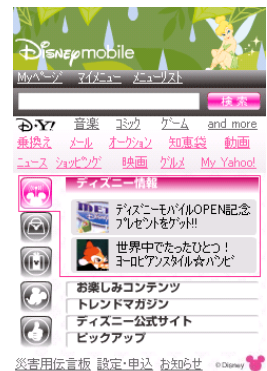 Disney mobile
Myページ マイメニュー メニューリスト
検索
D·Y! 音楽 コミック ゲーム and more
乗換え メール オークション 知恵袋 動画
ニュース ショッピング 映画 グルメ My Yahoo!
ディズニー情報
ディズニーモバイルOPEN記念
プレゼントをゲット!!
世界中でたったひとつ!
ヨーロピアンスタイル☆バンビ
お楽しみコンテンツ
トレンドマガジン
ディズニー公式サイト
ピックアップ
災害用伝言板 設定・申込 お知らせ ©Disney